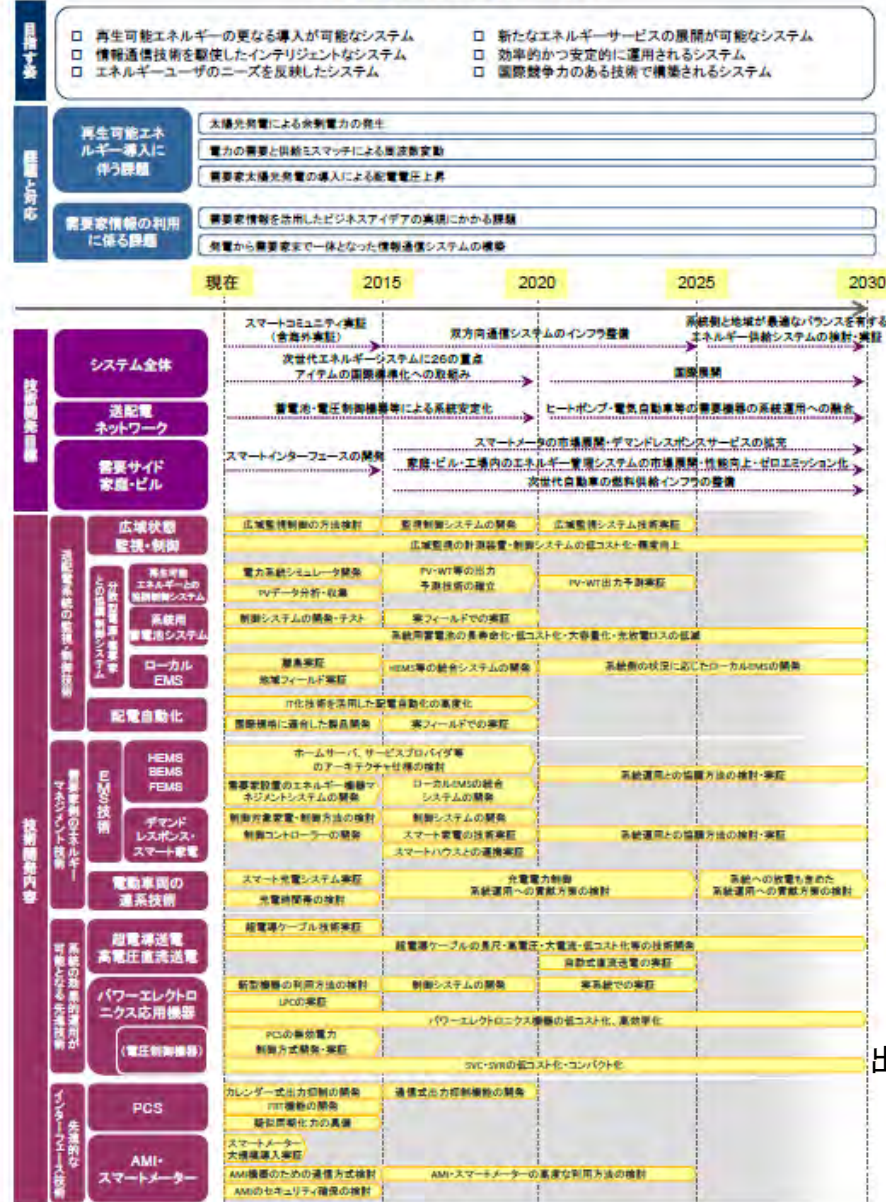 目指す姿
□ 再生可能エネルギーの更なる導入が可能なシステム
□ 情報通信技術を駆使したインテリジェントなシステム
□ エネルギーユーザのニーズを反映したシステム
□ 新たなエネルギーサービスの展開が可能なシステム
□ 効率的かつ安定的に運用されるシステム
□ 国際競争力のある技術で構築されるシステム
課題と対応
再生可能エネ
ルギー導入に
伴う課題
太陽光発電による余剰電力の発生
電力の需要と供給ミスマッチによる周波数変動
需要家太陽光発電の導入による配電電圧上昇
需要家情報の利用
に係る課題
需要家情報を活用したビジネスアイデアの実現にかかる課題
発電から需要家まで一体となった情報通信システムの構築
現在
2015
2020
2025
2030
技術開発目標
システム全体
スマートコミュニティ実証
(含海外実証)
双方向通信システムのインフラ整備
系統側と地域が最適なバランスを有する
エネルギー供給システムの検討・実証
次世代エネルギーシステムに26の重点
アイテムの国際標準化への取組み
国際展開
送配電
ネットワーク
蓄電池・電圧制御機器等による系統安定化
ヒートポンプ・電気自動車等の需要機器の系統運用への融合
需要サイド
家庭・ビル
スマートインターフェースの開発
スマートメータの市場展開・デマンドレスポンスサービスの拡充
家庭・ビル・工場内のエネルギー管理システムの市場展開・性能向上・ゼロエミッション化
次世代自動車の燃料供給インフラの整備
技術開発内容
送配電系統の監視・制御技術
広域状態
監視・制御
広域監視制御の方法検討
監視制御システムの開発
広域監視システム技術実証
広域監視の計測装置・制御システムの低コスト化・精度向上
分散型電源・需要家
との協調制御システム
再生可能
エネルギーとの
協調制御システム
電力系統シミュレータ開発
PVデータ分析・収集
PV・WT等の出力
予測技術の確立
PV・WT出力予測実証
系統用
蓄電池システム
制御システムの開発・テスト
実フィールドでの実証
系統用蓄電池の長寿命化・低コスト化・大容量化・充放電ロスの低減
ローカル
EMS
離島実証
地域フィールド実証
HEMS等の統合システムの開発
系統側の状況に応じたローカルEMSの開発
配電自動化
IT化技術を活用した配電自動化の高度化
国際規格に適合した製品開発
実フィールドでの実証
需要家側のエネルギー
マネジメント技術
EMS技術
HEMS
BEMS
FEMS
ホームサーバ、サービスプロバイダ等
のアーキテクチャ仕様の検討
需要家設置のエネルギー機器マ
ネジメントシステムの開発
ローカルEMSの統合
システムの開発
系統運用との協調方法の検討・実証
デマンド
レスポンス・
スマート家電
制御対象家電・制御方法の検討
制御コントローラーの開発
制御システムの開発
スマート家電の技術実証
スマートハウスとの連携実証
系統運用との協調方法の検討・実証
電動車両の
連系技術
スマート充電システム実証
充電時間帯の検討
充電電力制御
系統運用への貢献方策の検討
系統への放電も含めた
系統運用への貢献方策の検討
系統の効果的運用が
可能となる先進技術
超電導送電
高電圧直流送電
超電導ケーブル技術実証
超電導ケーブルの長尺・高電圧・大電流・低コスト化等の技術開発
自励式直流送電の実証
パワーエレクトロ
ニクス応用機器
新型機器の利用方法の検討
LPCの実証
制御システムの開発
実系統での実証
パワーエレクトロニクス機器の低コスト化、高効率化
(電圧制御機器)
PCSの無効電力
制御方式開発・実証
SVC・SVRの低コスト化・コンパクト化
出
先進的な
インターフェース技術
PCS
カレンダー式出力抑制の開発
FRT機能の開発
疑似同期化力の具備
通信式出力抑制機能の開発
AMI・
スマートメーター
スマートメーター
大規模導入実証
AMI機器のための通信方式検討
AMIのセキュリティ確保の検討
AMI・スマートメーターの高度な利用方法の検討